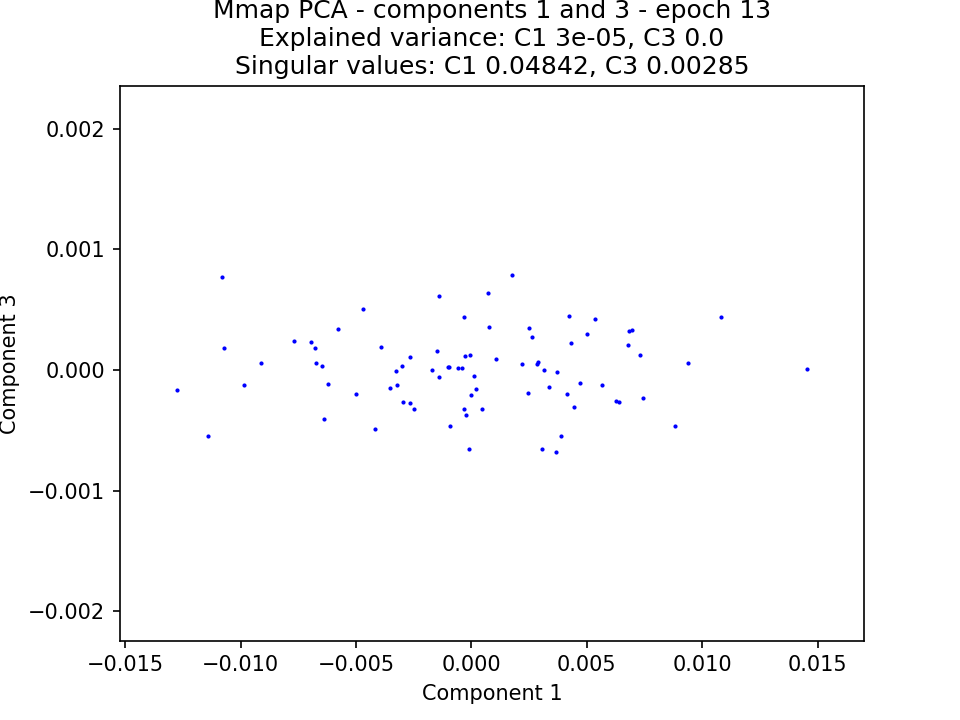 Mmap PCA - components 1 and 3 - epoch 13
Explained variance: C1 3e-05, C3 0.0
Singular values: C1 0.04842, C3 0.00285
0.002
0.001
0.000
−0.001
−0.002
Component 3
−0.015 −0.010 −0.005 0.000 0.005 0.010 0.015
Component 1